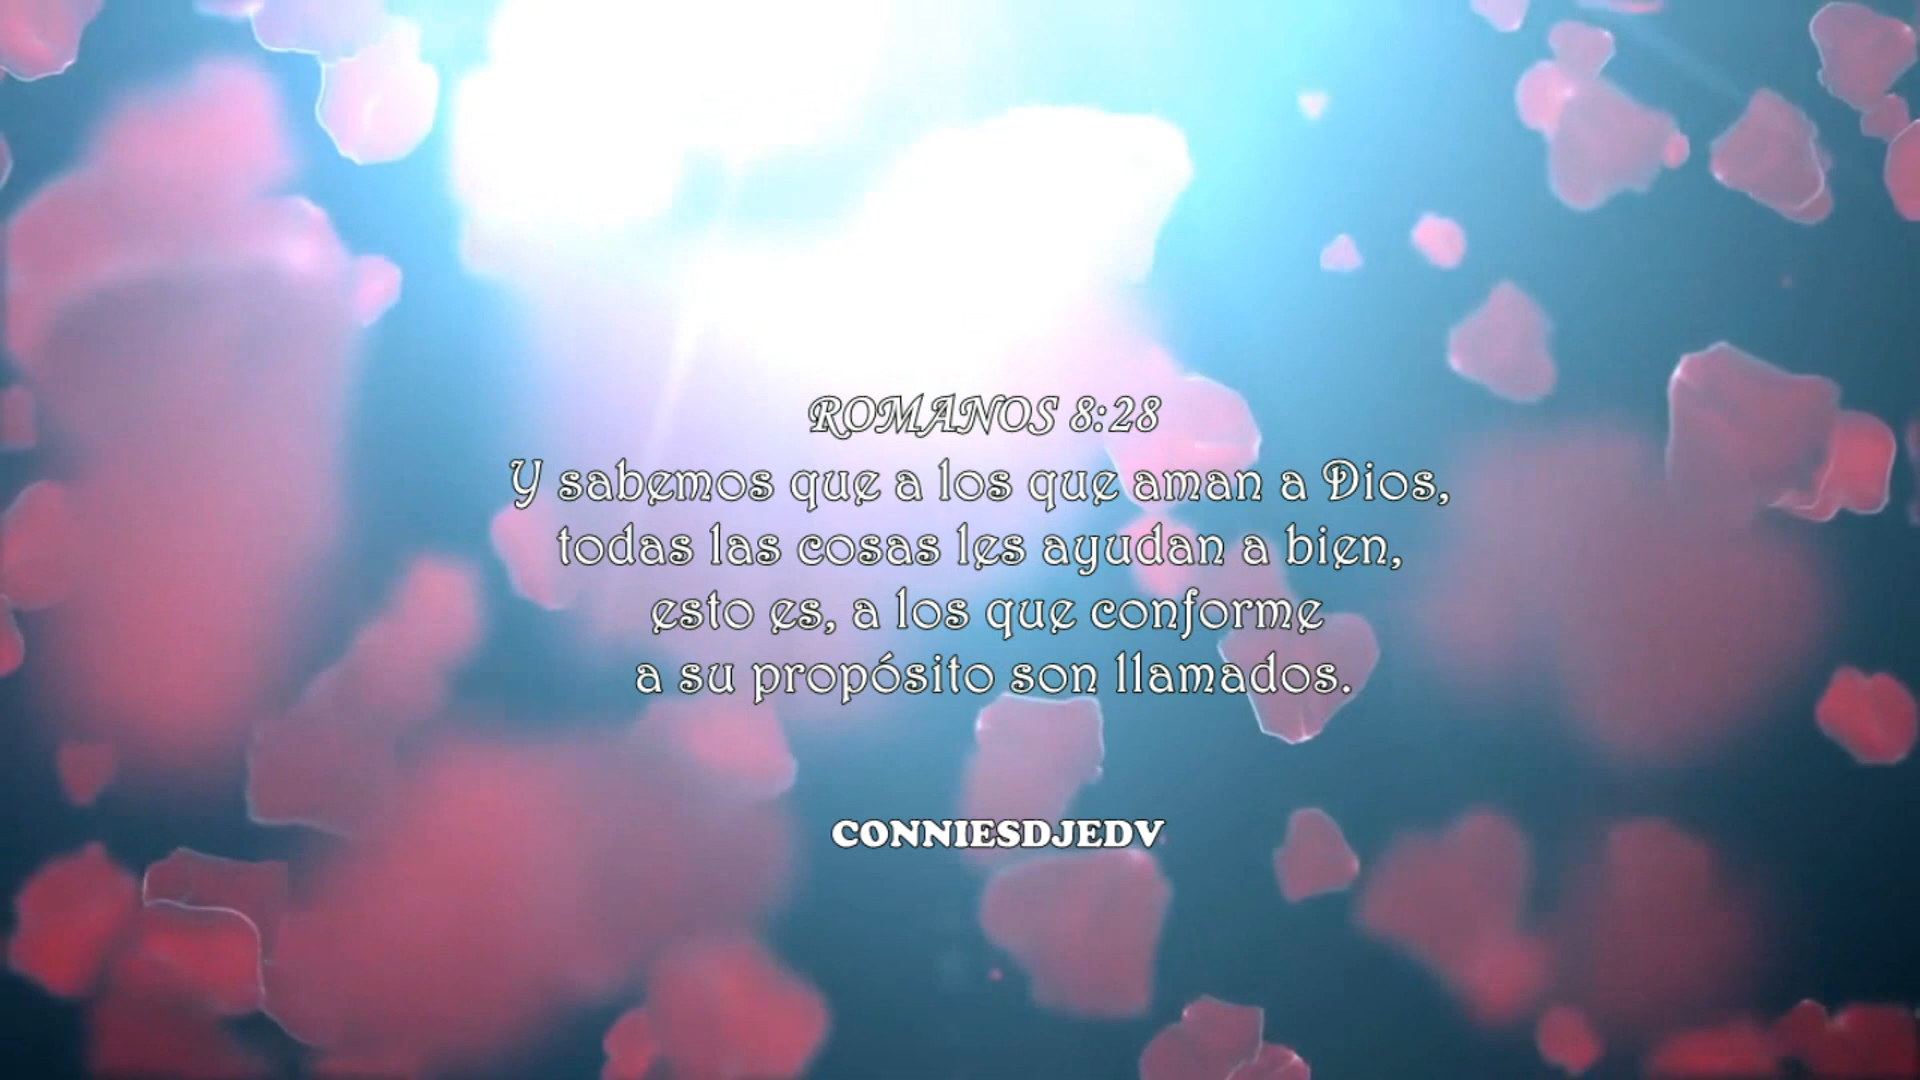 ROMANOS 8:28
Y sabemos que a los que aman a Dios,
todas las cosas les ayudan a bien,
esto es, a los que conforme
a su propósito son llamados.
CONNIESDJEDV